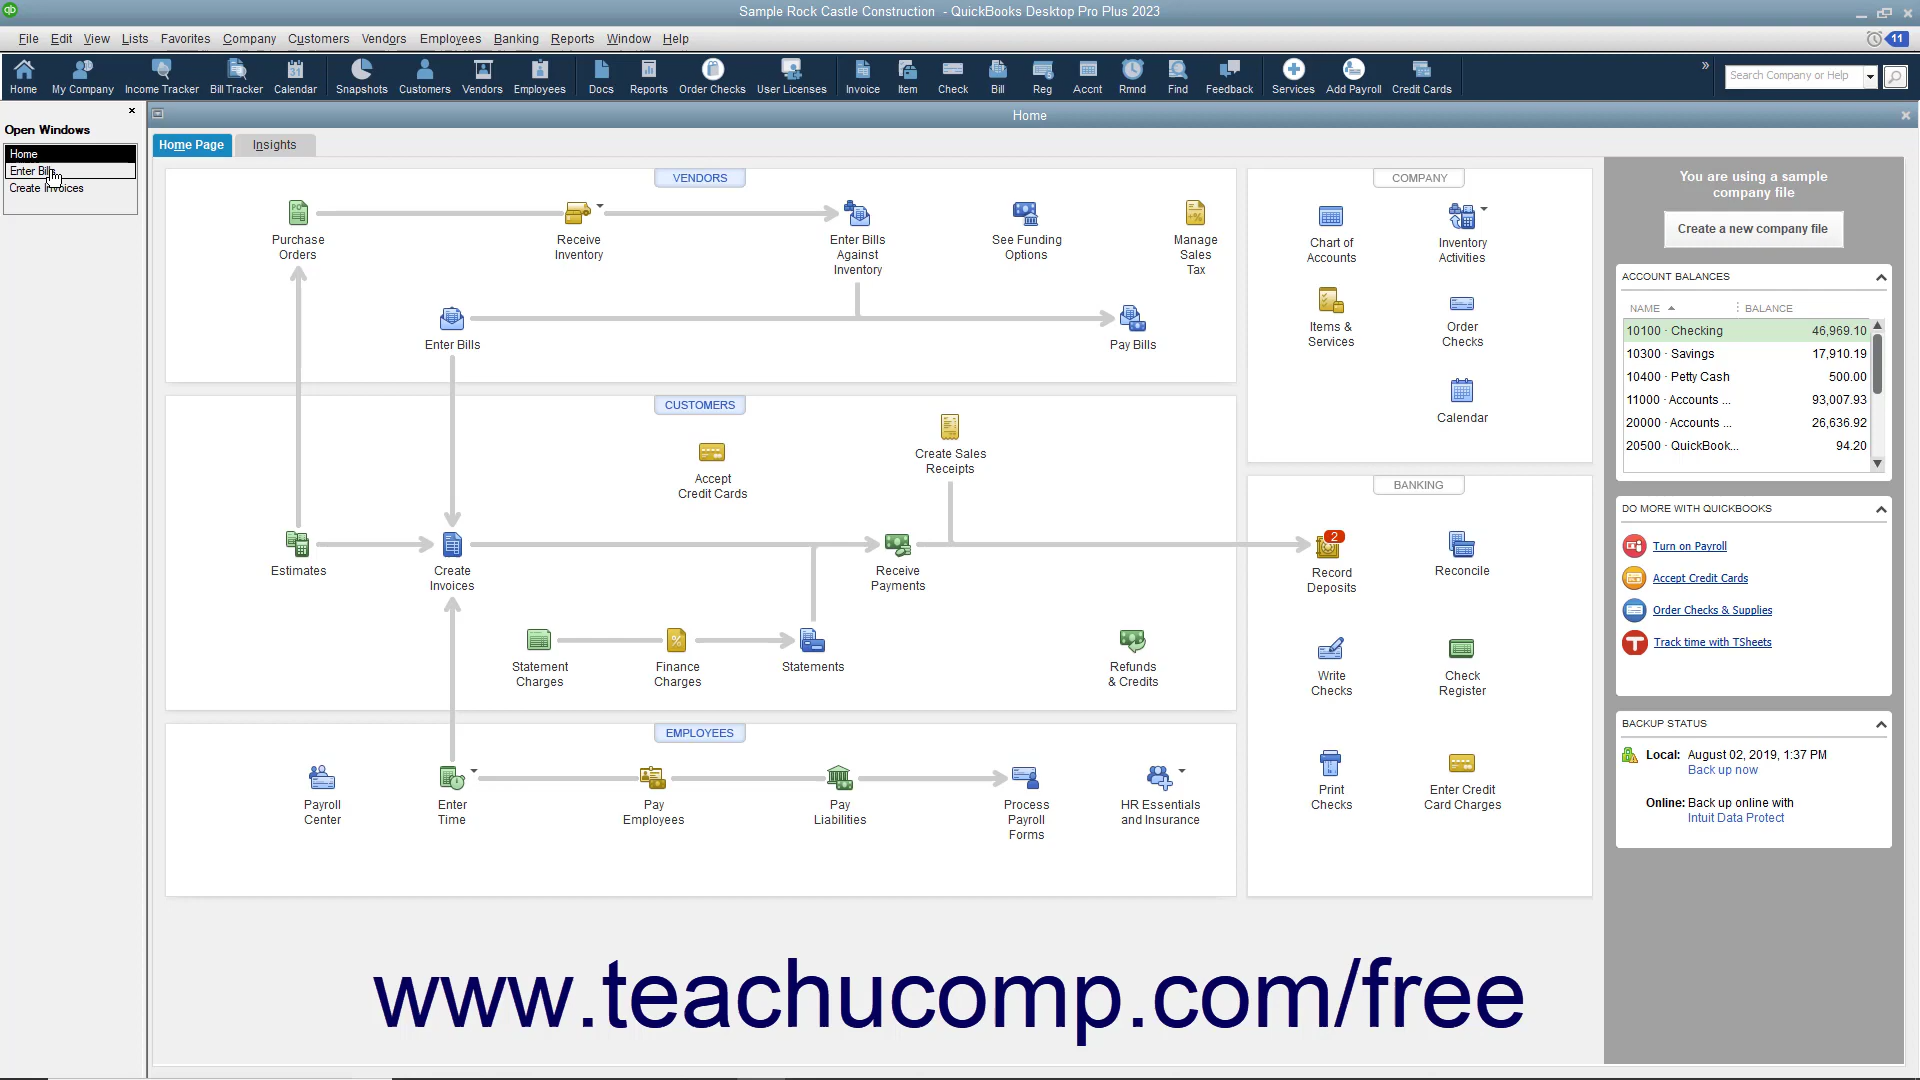 qb
Sample Rock Castle Construction - QuickBooks Desktop Pro Plus 2023
File Edit View Lists Favorites Company Customers Vendors Employees Banking Reports Window Help
11
Home My Company Income Tracker Bill Tracker Calendar Snapshots Customers Vendors Employees Docs Reports Order Checks User Licenses Invoice Item Check Bill Reg Accnt Rmnd Find Feedback Services Add Payroll Credit Cards
Search Company or Help
Open Windows
Home
Enter Bills
Create Invoices
Home
Home Page
Insights
VENDORS
Purchase
Orders
Receive
Inventory
Enter Bills
Against
Inventory
See Funding
Options
Manage
Sales
Tax
Enter Bills
Pay Bills
CUSTOMERS
Accept
Credit Cards
Create Sales
Receipts
Estimates
Create
Invoices
Receive
Payments
Statement
Charges
Finance
Charges
Statements
Refunds
& Credits
EMPLOYEES
Payroll
Center
Enter
Time
Pay
Employees
Pay
Liabilities
Process
Payroll
Forms
HR Essentials
and Insurance
COMPANY
Chart of
Accounts
Inventory
Activities
Items &
Services
Order
Checks
Calendar
BANKING
2
Record
Deposits
Reconcile
Write
Checks
Check
Register
Print
Checks
Enter Credit
Card Charges
You are using a sample
company file
Create a new company file
ACCOUNT BALANCES
NAME BALANCE
10100 · Checking 46,969.10
10300 · Savings 17,910.19
10400 · Petty Cash 500.00
11000 · Accounts ... 93,007.93
20000 · Accounts ... 26,636.92
20500 · QuickBook... 94.20
DO MORE WITH QUICKBOOKS
Turn on Payroll
Accept Credit Cards
Order Checks & Supplies
Track time with TSheets
BACKUP STATUS
Local: August 02, 2019, 1:37 PM
Back up now
Online: Back up online with
Intuit Data Protect
www.teachucomp.com/free